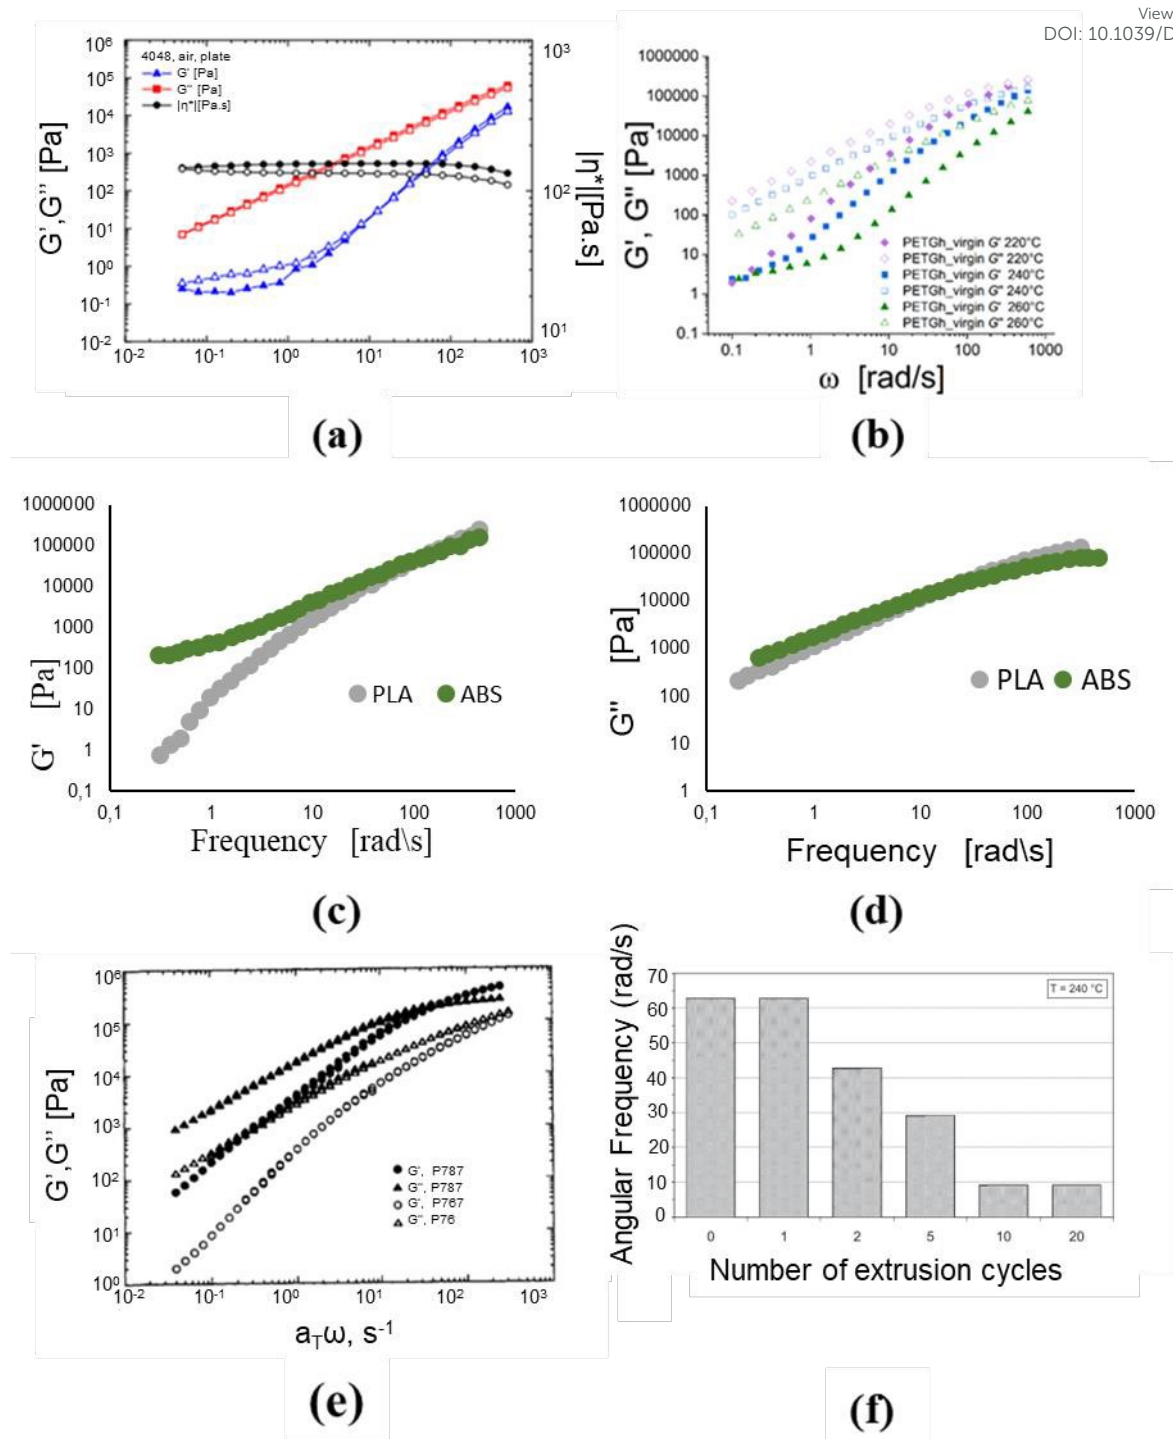 View
DOI: 10.1039/D
10⁶
10⁵
10⁴
10³
10²
10¹
10⁰
10⁻¹
10⁻²
G',G'' [Pa]
4048, air, plate
G' [Pa]
G'' [Pa]
|η*|[Pa.s]
10³
10²
10¹
|η*|[Pa.s]
10⁻² 10⁻¹ 10⁰ 10¹ 10² 10³
(a)
1000000
100000
10000
1000
100
10
1
0.1
G', G'' [Pa]
PETGh_virgin G' 220°C
PETGh_virgin G'' 220°C
PETGh_virgin G' 240°C
PETGh_virgin G'' 240°C
PETGh_virgin G' 260°C
PETGh_virgin G'' 260°C
0.1 1 10 100 1000
ω [rad/s]
(b)
1000000
100000
10000
1000
100
10
1
0,1
G' [Pa]
PLA ABS
0,1 1 10 100 1000
Frequency [rad\s]
(c)
1000000
100000
10000
1000
100
10
1
G'' [Pa]
PLA ABS
0,1 1 10 100 1000
Frequency [rad\s]
(d)
10⁶
10⁵
10⁴
10³
10²
10¹
10⁰
G',G'' [Pa]
G', P787
G'', P787
G', P767
G'', P76
10⁻² 10⁻¹ 10⁰ 10¹ 10² 10³
aTω, s⁻¹
(e)
Angular Frequency (rad/s)
70
60
50
40
30
20
10
0
T = 240 °C
0 1 2 5 10 20
Number of extrusion cycles
(f)